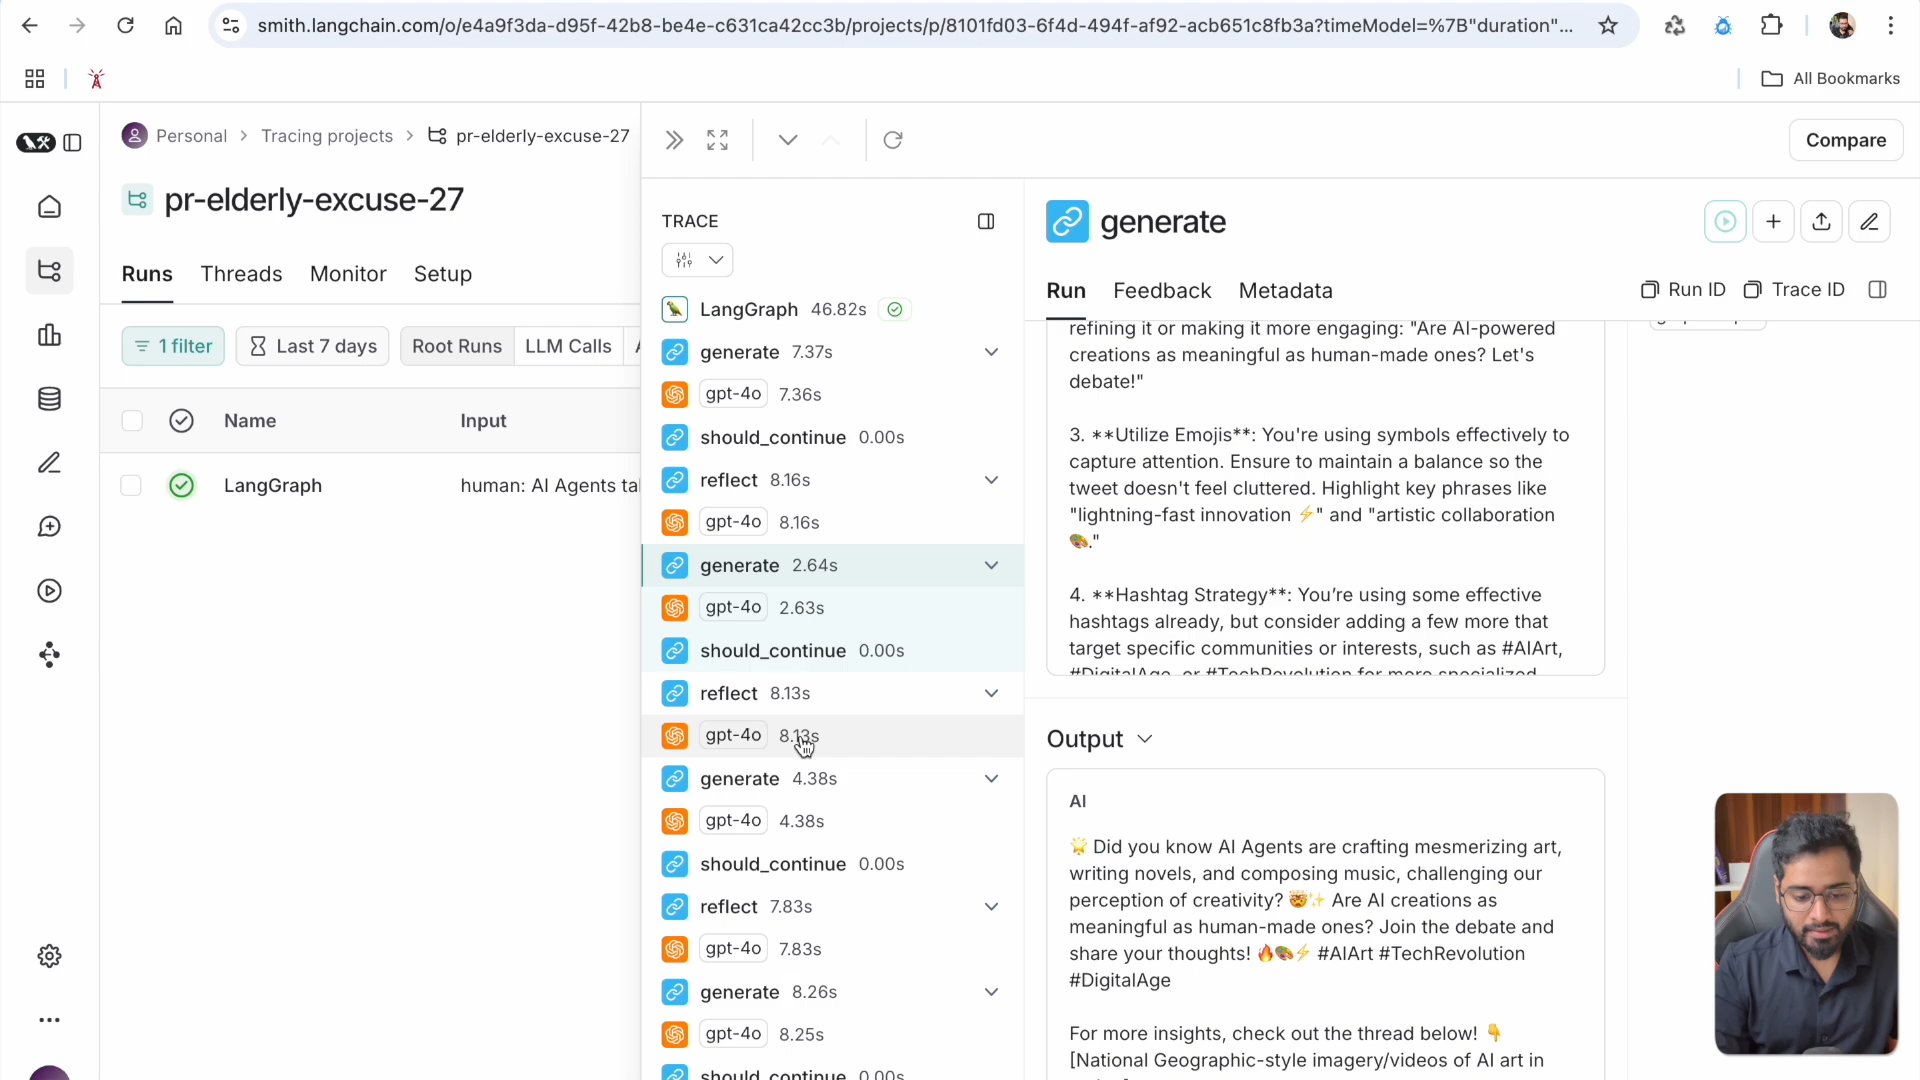 smith.langchain.com/o/e4a9f3da-d95f-42b8-be4e-c631ca42cc3b/projects/p/8101fd03-6f4d-494f-af92-acb651c8fb3a?timeModel=%7B"duration"...
All Bookmarks
Personal > Tracing projects > pr-elderly-excuse-27
Compare
pr-elderly-excuse-27
Runs Threads Monitor Setup
1 filter
Last 7 days
Root Runs
LLM Calls
Name
Input
LangGraph
human: AI Agents ta
TRACE
LangGraph 46.82s
generate 7.37s
gpt-4o 7.36s
should_continue 0.00s
reflect 8.16s
gpt-4o 8.16s
generate 2.64s
gpt-4o 2.63s
should_continue 0.00s
reflect 8.13s
gpt-4o 8.13s
generate 4.38s
gpt-4o 4.38s
should_continue 0.00s
reflect 7.83s
gpt-4o 7.83s
generate 8.26s
gpt-4o 8.25s
should_continue 0.00s
generate
Run Feedback Metadata
Run ID
Trace ID
refining it or making it more engaging: "Are AI-powered
creations as meaningful as human-made ones? Let's
debate!"
3. **Utilize Emojis**: You're using symbols effectively to
capture attention. Ensure to maintain a balance so the
tweet doesn't feel cluttered. Highlight key phrases like
"lightning-fast innovation ⚡" and "artistic collaboration
🎨."
4. **Hashtag Strategy**: You’re using some effective
hashtags already, but consider adding a few more that
target specific communities or interests, such as #AIArt,
#DigitalAge, or #TechRevolution for more specialized
Output
AI
🌟 Did you know AI Agents are crafting mesmerizing art,
writing novels, and composing music, challenging our
perception of creativity? 🤯✨ Are AI creations as
meaningful as human-made ones? Join the debate and
share your thoughts! 🔥🎨⚡ #AIArt #TechRevolution
#DigitalAge
For more insights, check out the thread below! 👇
[National Geographic-style imagery/videos of AI art in